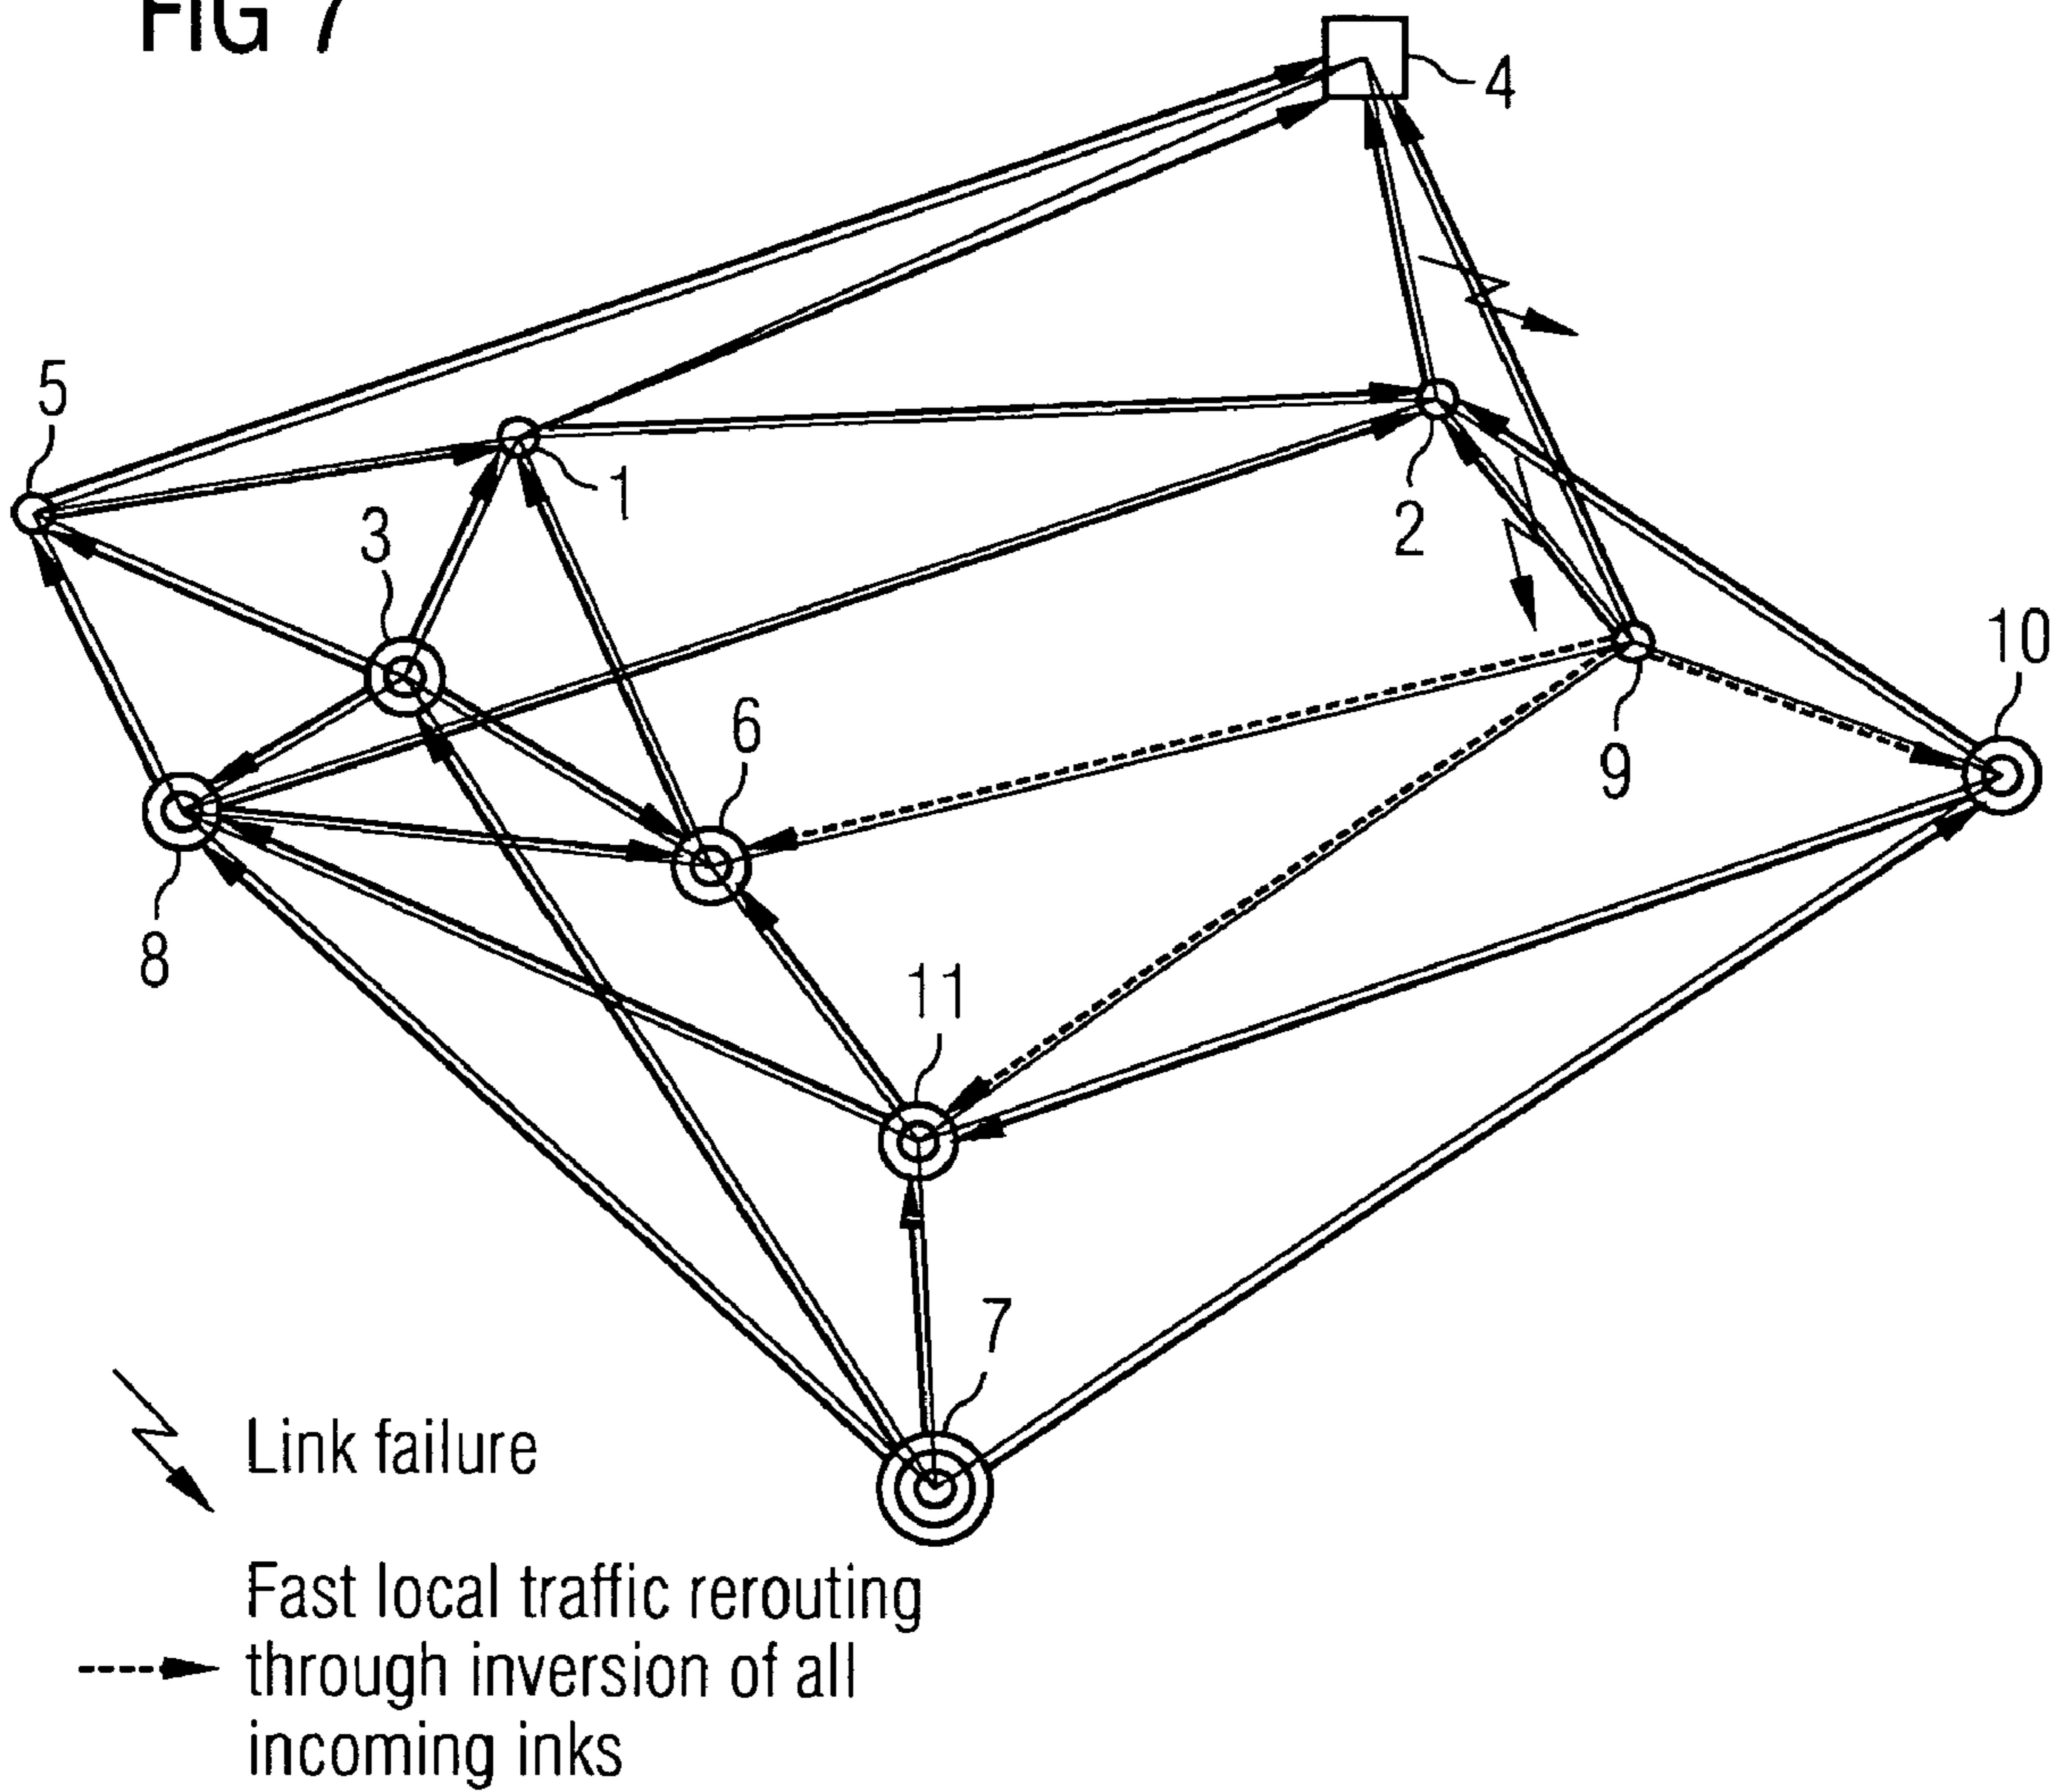 FIG 7
4
5
1
2
3
10
6
9
8
11
7
Link failure
Fast local traffic rerouting
through inversion of all
incoming inks